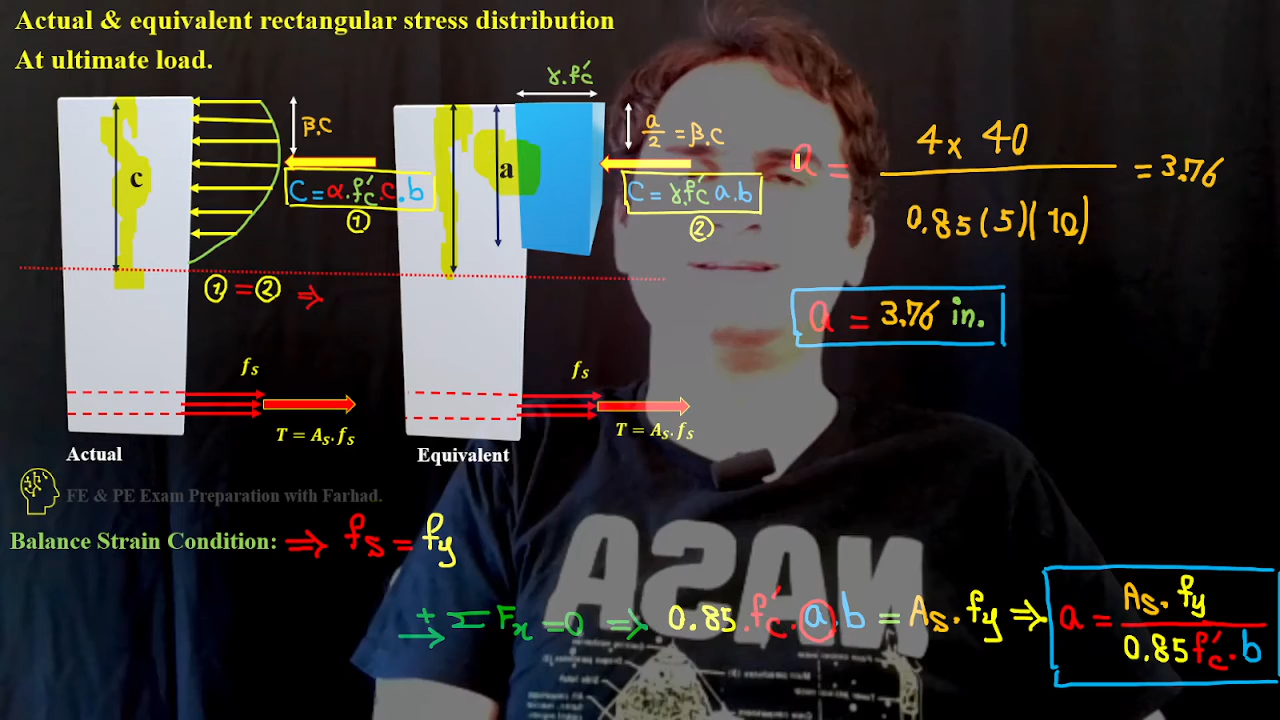 Actual & equivalent rectangular stress distribution
At ultimate load.
γ.f'c
β.c
a/2 = β.c
c
a
C = α.f'c.c.b
①
C = γ.f'c a.b
②
① = ② ⇒
a = 4 x 40 / 0.85(5)(10) = 3.76
a = 3.76 in.
fs
T = As.fs
fs
T = As.fs
Actual
Equivalent
FE & PE Exam Preparation with Farhad.
Balance Strain Condition: ⇒ fs = fy
NASA
+→ ΣFx = 0 ⇒ 0.85.f'c.a.b = As.fy ⇒ a = As.fy / 0.85f'c.b